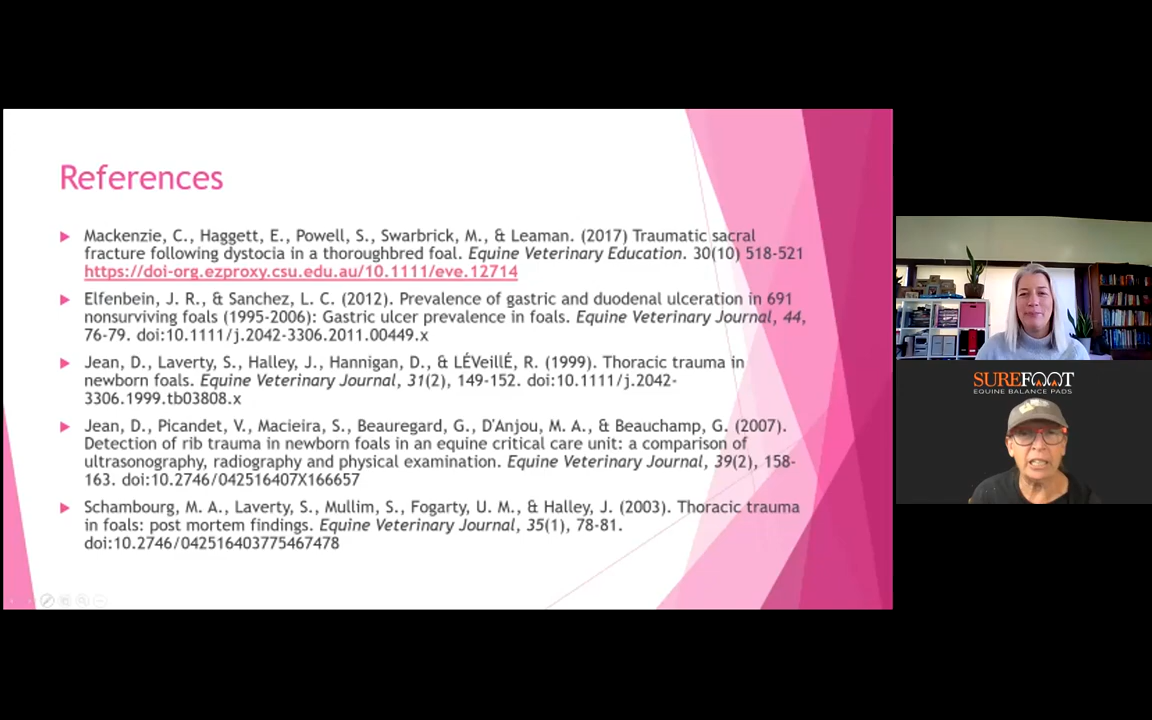 References
Mackenzie, C., Haggett, E., Powell, S., Swarbrick, M., & Leaman. (2017) Traumatic sacral
fracture following dystocia in a thoroughbred foal. Equine Veterinary Education. 30(10) 518-521
https://doi-org.ezproxy.csu.edu.au/10.1111/eve.12714
Elfenbein, J. R., & Sanchez, L. C. (2012). Prevalence of gastric and duodenal ulceration in 691
nonsurviving foals (1995-2006): Gastric ulcer prevalence in foals. Equine Veterinary Journal, 44,
76-79. doi:10.1111/j.2042-3306.2011.00449.x
Jean, D., Laverty, S., Halley, J., Hannigan, D., & LÉVeillÉ, R. (1999). Thoracic trauma in
newborn foals. Equine Veterinary Journal, 31(2), 149-152. doi:10.1111/j.2042-
3306.1999.tb03808.x
Jean, D., Picandet, V., Macieira, S., Beauregard, G., D'Anjou, M. A., & Beauchamp, G. (2007).
Detection of rib trauma in newborn foals in an equine critical care unit: a comparison of
ultrasonography, radiography and physical examination. Equine Veterinary Journal, 39(2), 158-
163. doi:10.2746/042516407X166657
Schambourg, M. A., Laverty, S., Mullim, S., Fogarty, U. M., & Halley, J. (2003). Thoracic trauma
in foals: post mortem findings. Equine Veterinary Journal, 35(1), 78-81.
doi:10.2746/042516403775467478
SUREFOOT
EQUINE BALANCE PADS